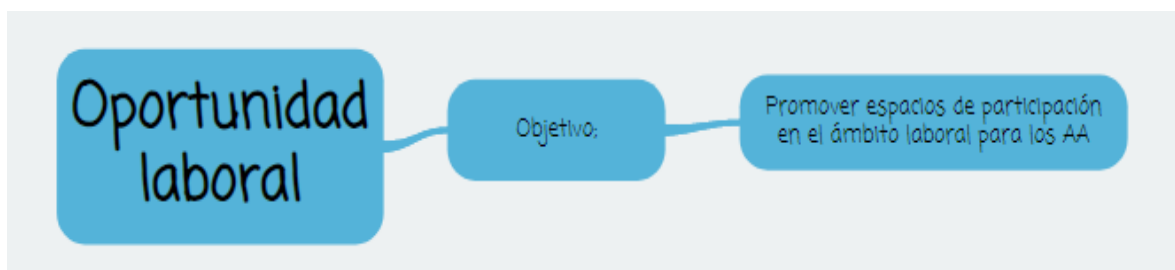 Oportunidad
laboral
Objetivo;
Promover espacios de participación
en el ámbito laboral para los AA